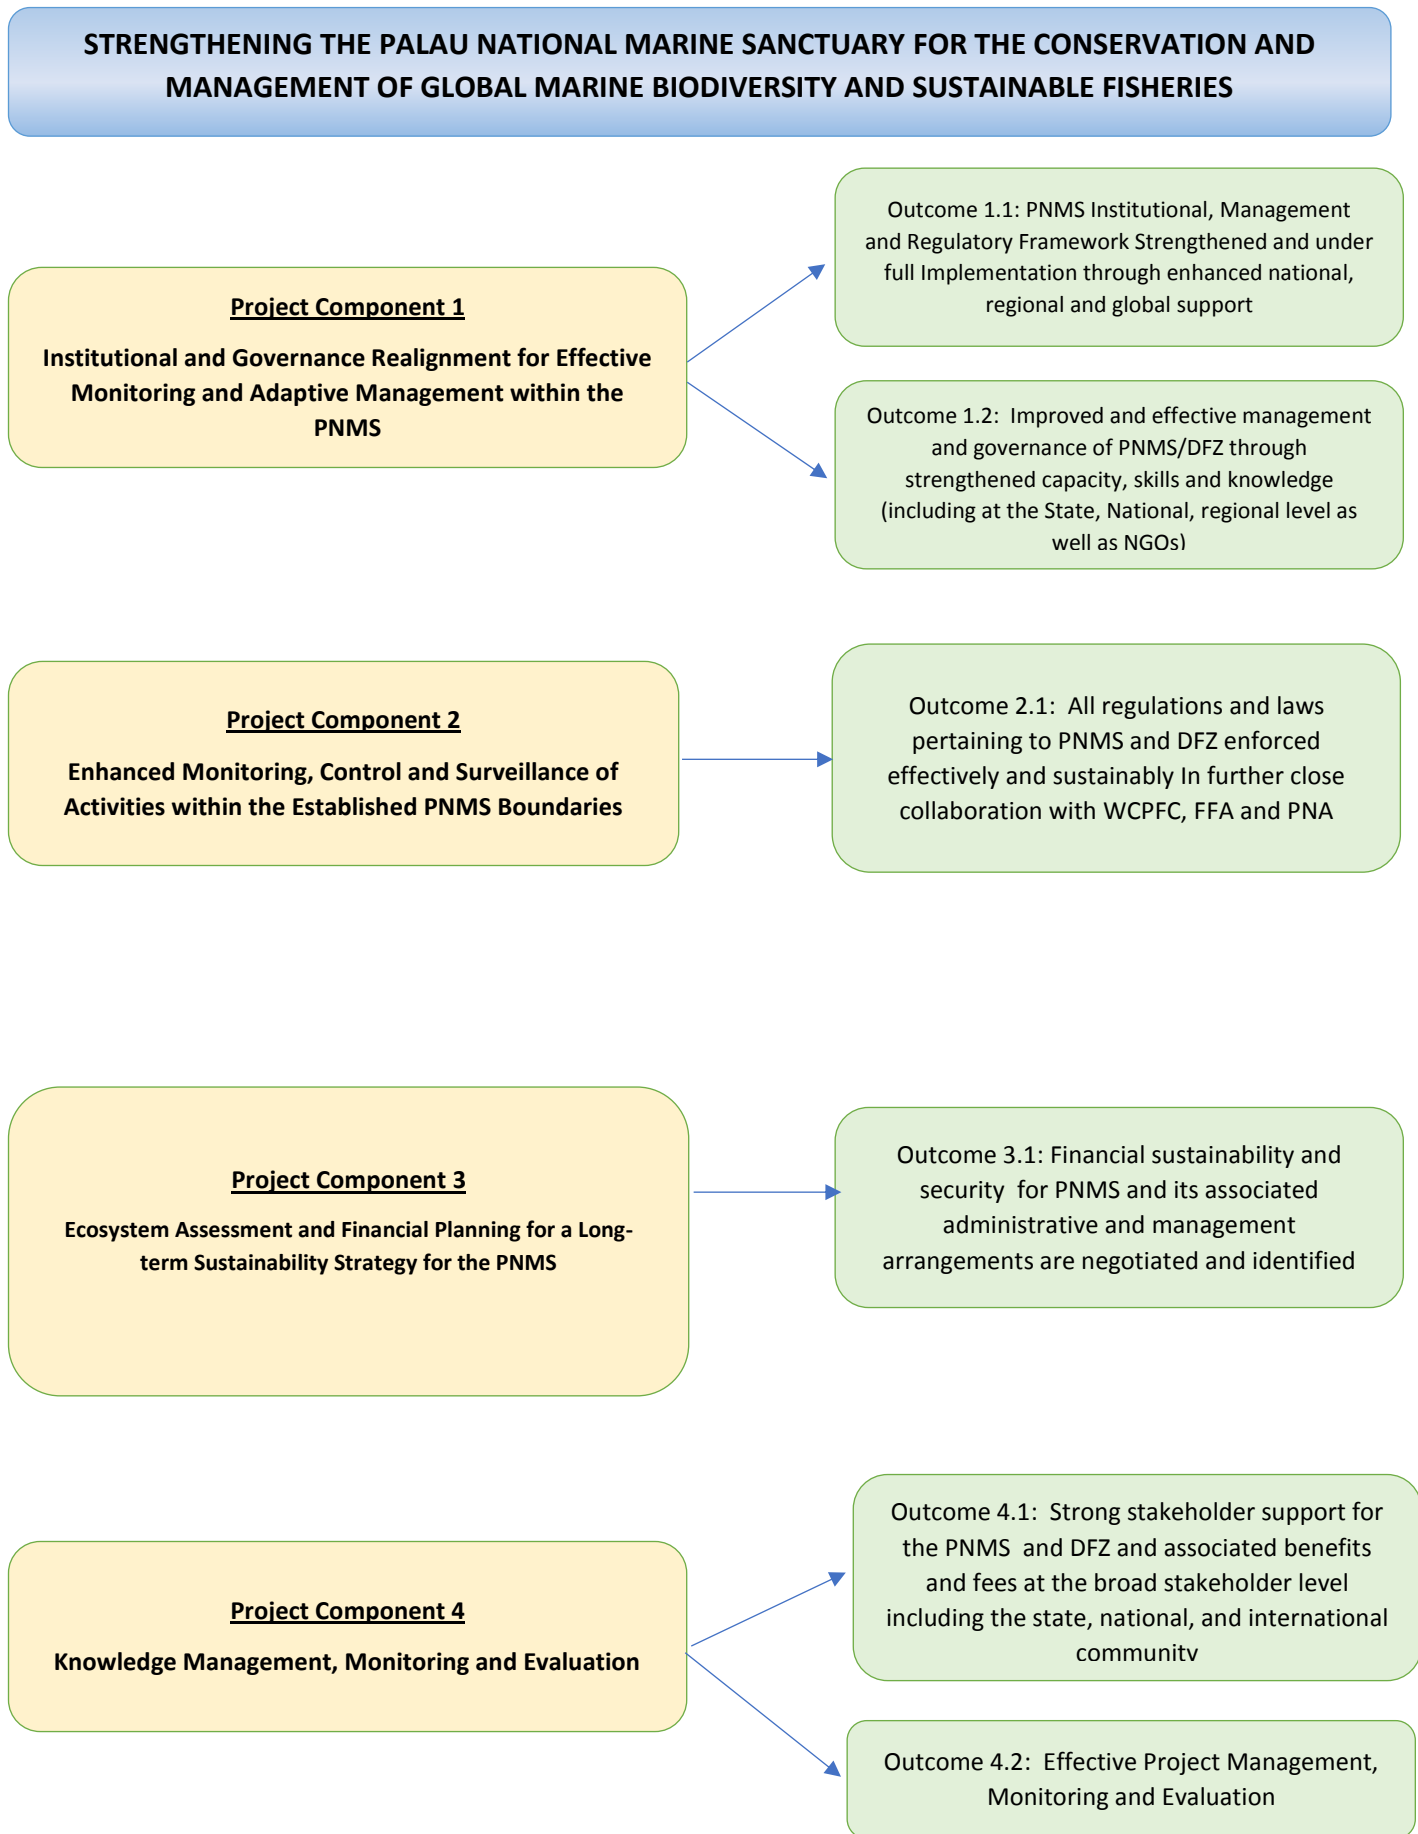 STRENGTHENING THE PALAU NATIONAL MARINE SANCTUARY FOR THE CONSERVATION AND
MANAGEMENT OF GLOBAL MARINE BIODIVERSITY AND SUSTAINABLE FISHERIES
Project Component 1
Institutional and Governance Realignment for Effective
Monitoring and Adaptive Management within the
PNMS
Outcome 1.1: PNMS Institutional, Management
and Regulatory Framework Strengthened and under
full Implementation through enhanced national,
regional and global support
Outcome 1.2:  Improved and effective management
and governance of PNMS/DFZ through
strengthened capacity, skills and knowledge
(including at the State, National, regional level as
well as NGOs)
Project Component 2
Enhanced Monitoring, Control and Surveillance of
Activities within the Established PNMS Boundaries
Outcome 2.1:  All regulations and laws
pertaining to PNMS and DFZ enforced
effectively and sustainably In further close
collaboration with WCPFC, FFA and PNA
Project Component 3
Ecosystem Assessment and Financial Planning for a Long-
term Sustainability Strategy for the PNMS
Outcome 3.1: Financial sustainability and
security  for PNMS and its associated
administrative and management
arrangements are negotiated and identified
Project Component 4
Knowledge Management, Monitoring and Evaluation
Outcome 4.1:  Strong stakeholder support for
the PNMS  and DFZ and associated benefits
and fees at the broad stakeholder level
including the state, national, and international
community
Outcome 4.2:  Effective Project Management,
Monitoring and Evaluation